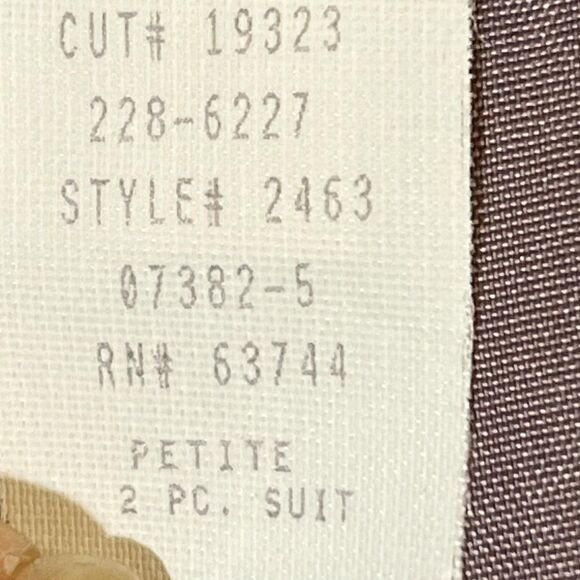 CUT# 19323
228-6227
STYLE# 2463
07382-5
RN# 63744
PETITE
2 PC. SUIT